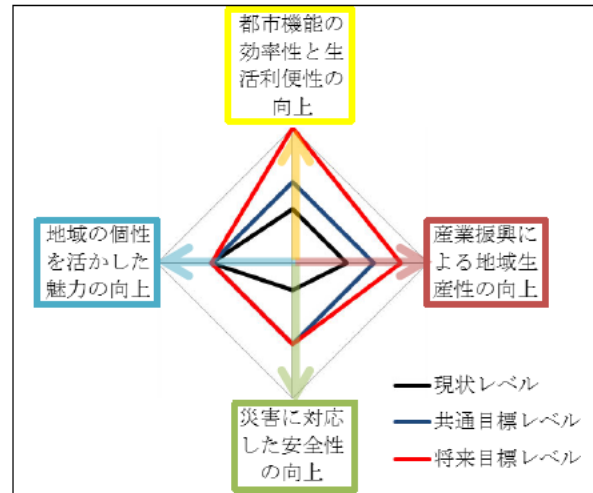 都市機能の
効率性と生
活利便性の
向上
地域の個性
を活かした
魅力の向上
産業振興に
よる地域生
産性の向上
災害に対応
した安全性
の向上
現状レベル
共通目標レベル
将来目標レベル